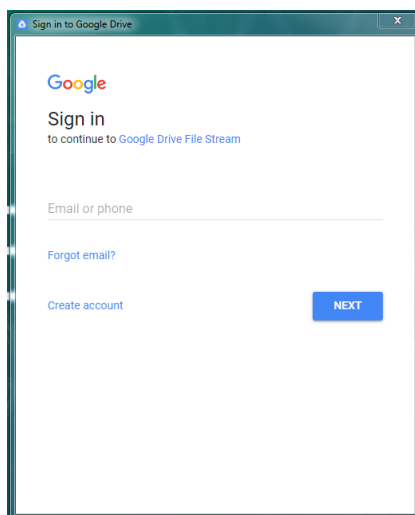 Sign in to Google Drive
x
Google
Sign in
to continue to Google Drive File Stream
Email or phone
Forgot email?
Create account
NEXT